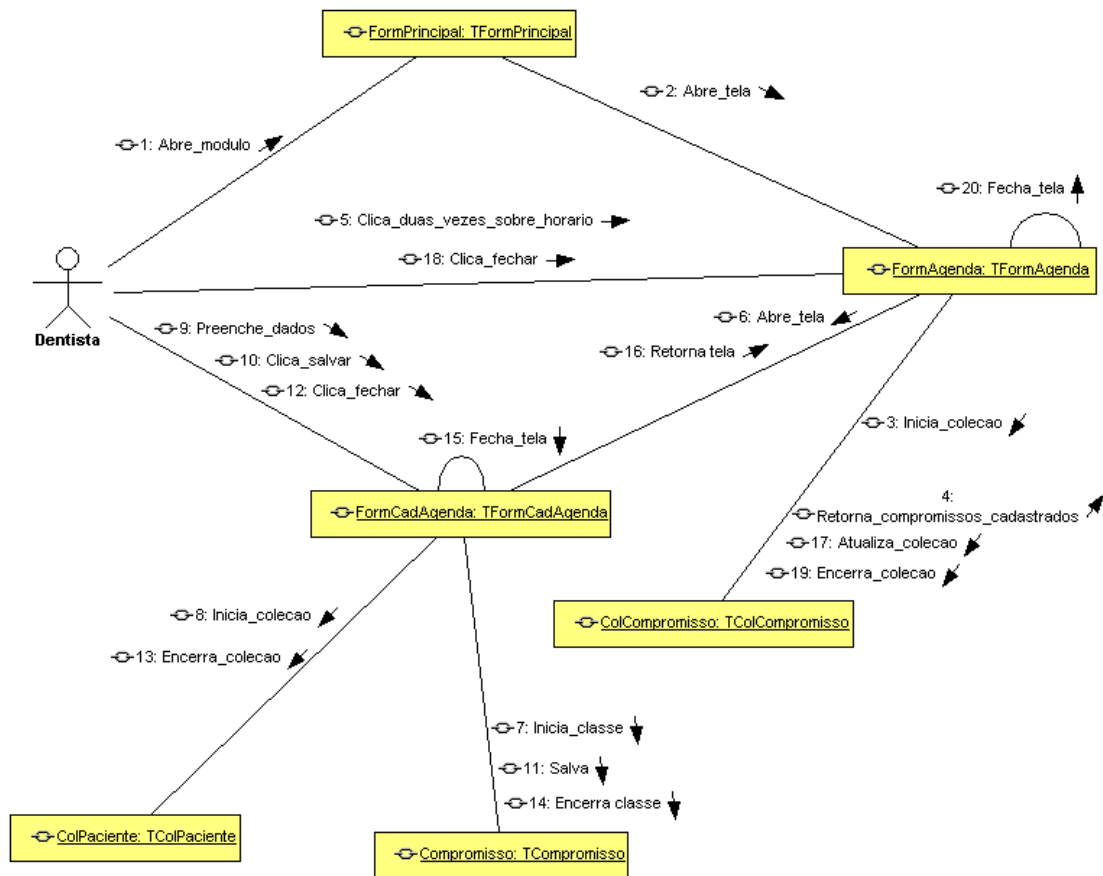 FormPrincipal: TFormPrincipal
2: Abre_tela
1: Abre_modulo
20: Fecha_tela
5: Clica_duas_vezes_sobre_horario
18: Clica_fechar
FormAgenda: TFormAgenda
Dentista
9: Preenche_dados
10: Clica_salvar
12: Clica_fechar
6: Abre_tela
16: Retorna tela
15: Fecha_tela
3: Inicia_colecao
FormCadAgenda: TFormCadAgenda
4:
Retorna_compromissos_cadastrados
17: Atualiza_colecao
19: Encerra_colecao
8: Inicia_colecao
13: Encerra_colecao
ColCompromisso: TColCompromisso
7: Inicia_classe
11: Salva
14: Encerra classe
ColPaciente: TColPaciente
Compromisso: TCompromisso